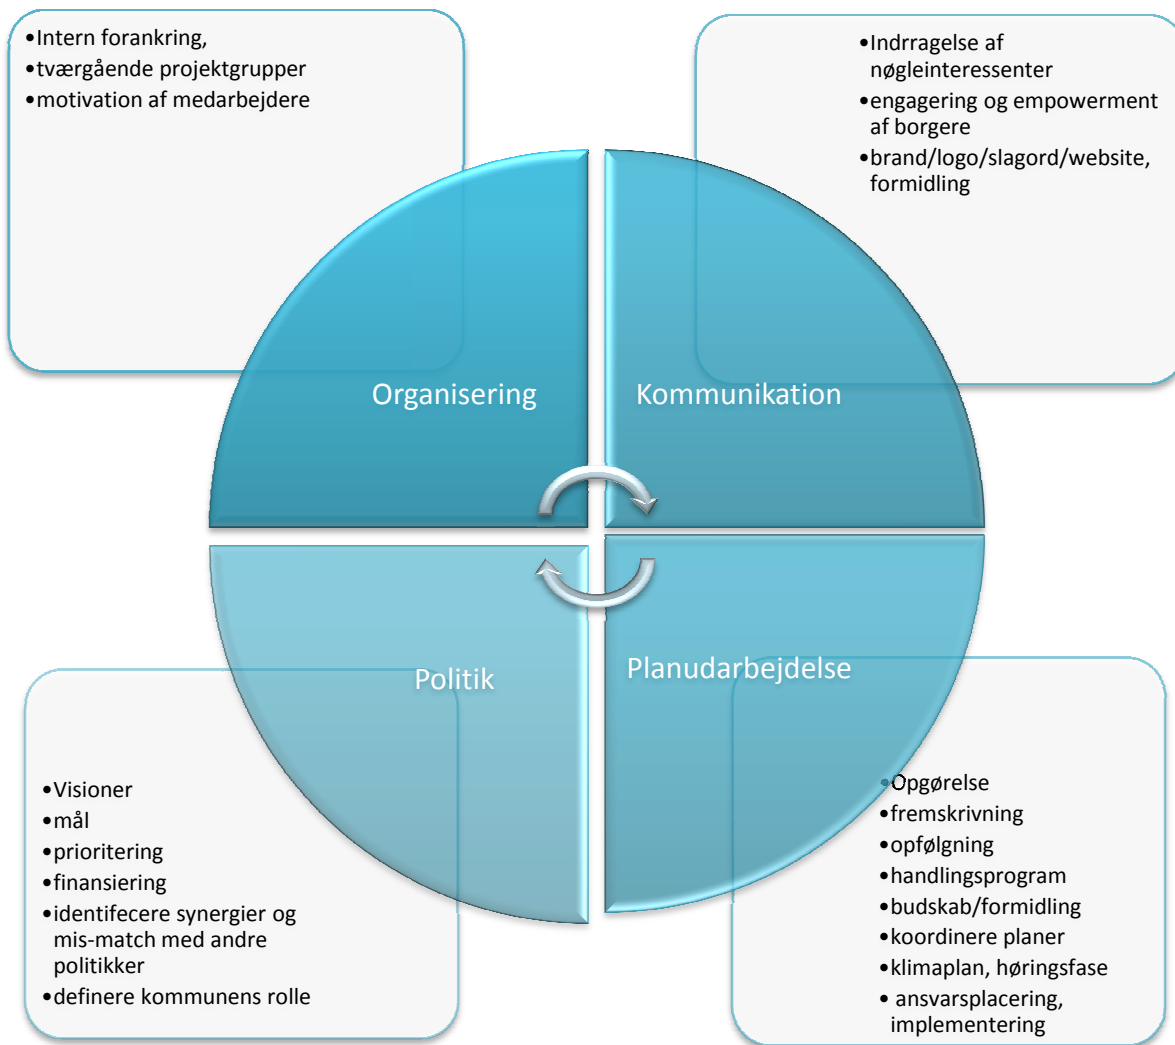 •Intern forankring,
•tværgående projektgrupper
•motivation af medarbejdere
•Indrragelse af
nøgleinteressenter
•engagering og empowerment
af borgere
•brand/logo/slagord/website,
formidling
Organisering
Kommunikation
Politik
Planudarbejdelse
•Visioner
•mål
•prioritering
•finansiering
•identifecere synergier og
mis-match med andre
politikker
•definere kommunens rolle
•Opgørelse
•fremskrivning
•opfølgning
•handlingsprogram
•budskab/formidling
•koordinere planer
•klimaplan, høringsfase
• ansvarsplacering,
implementering